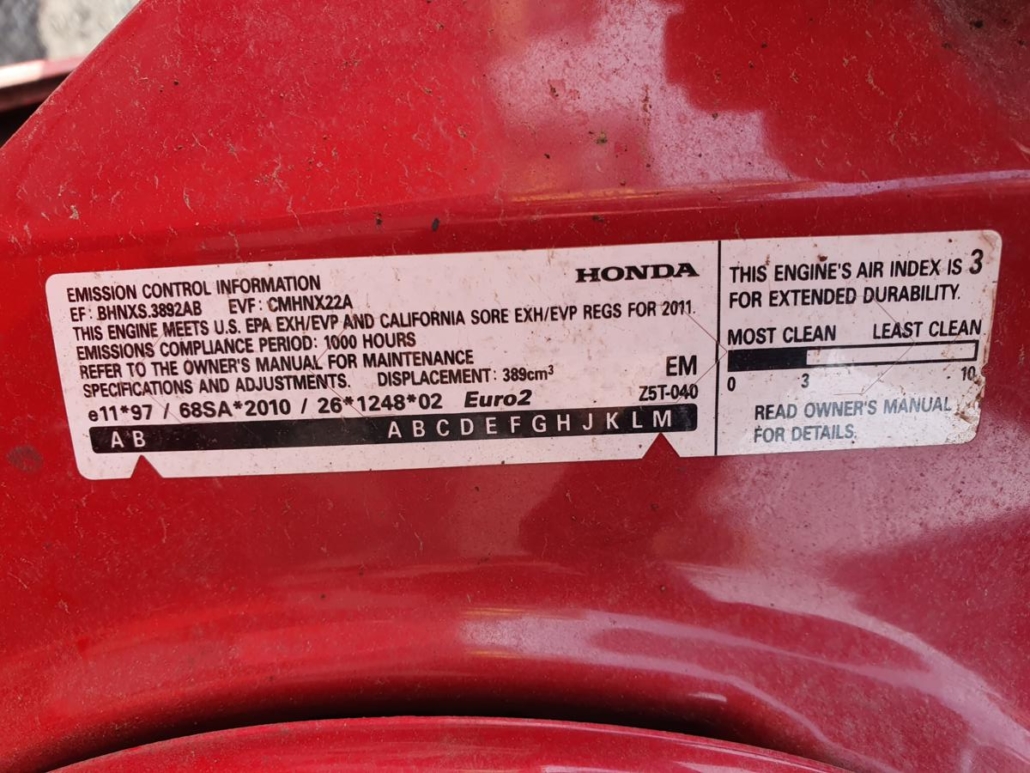 EMISSION CONTROL INFORMATION
HONDA
EF: BHNXS.3892AB EVF: CMHNX22A
THIS ENGINE MEETS U.S. EPA EXH/EVP AND CALIFORNIA SORE EXH/EVP REGS FOR 2011.
EMISSIONS COMPLIANCE PERIOD: 1000 HOURS
REFER TO THE OWNER'S MANUAL FOR MAINTENANCE
SPECIFICATIONS AND ADJUSTMENTS. DISPLACEMENT: 389cm³
EM
e11*97 / 68SA*2010 / 26*1248*02 Euro2
Z5T-040
A B A B C D E F G H J K L M
THIS ENGINE'S AIR INDEX IS 3
FOR EXTENDED DURABILITY.
MOST CLEAN LEAST CLEAN
0 3 10
READ OWNER'S MANUAL
FOR DETAILS.